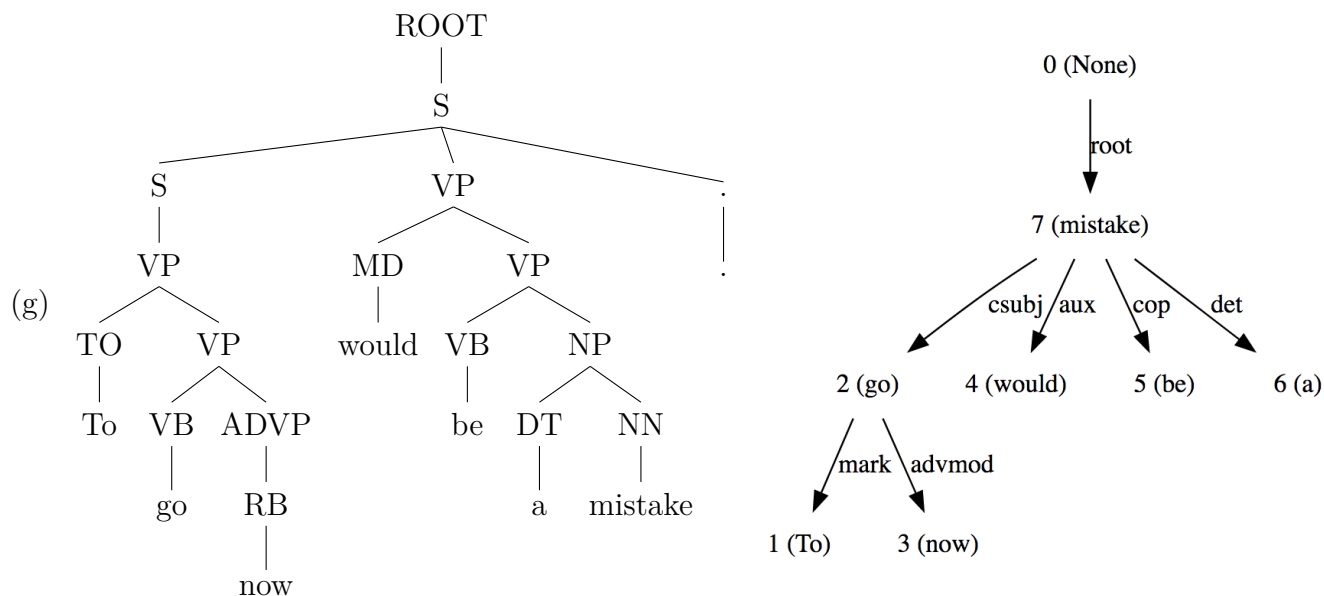 ROOT
S
S VP .
VP MD VP .
(g)
TO VP would VB NP
To VB ADVP be DT NN
go RB a mistake
now
0 (None)
root
7 (mistake)
csubj aux cop det
2 (go) 4 (would) 5 (be) 6 (a)
mark advmod
1 (To) 3 (now)